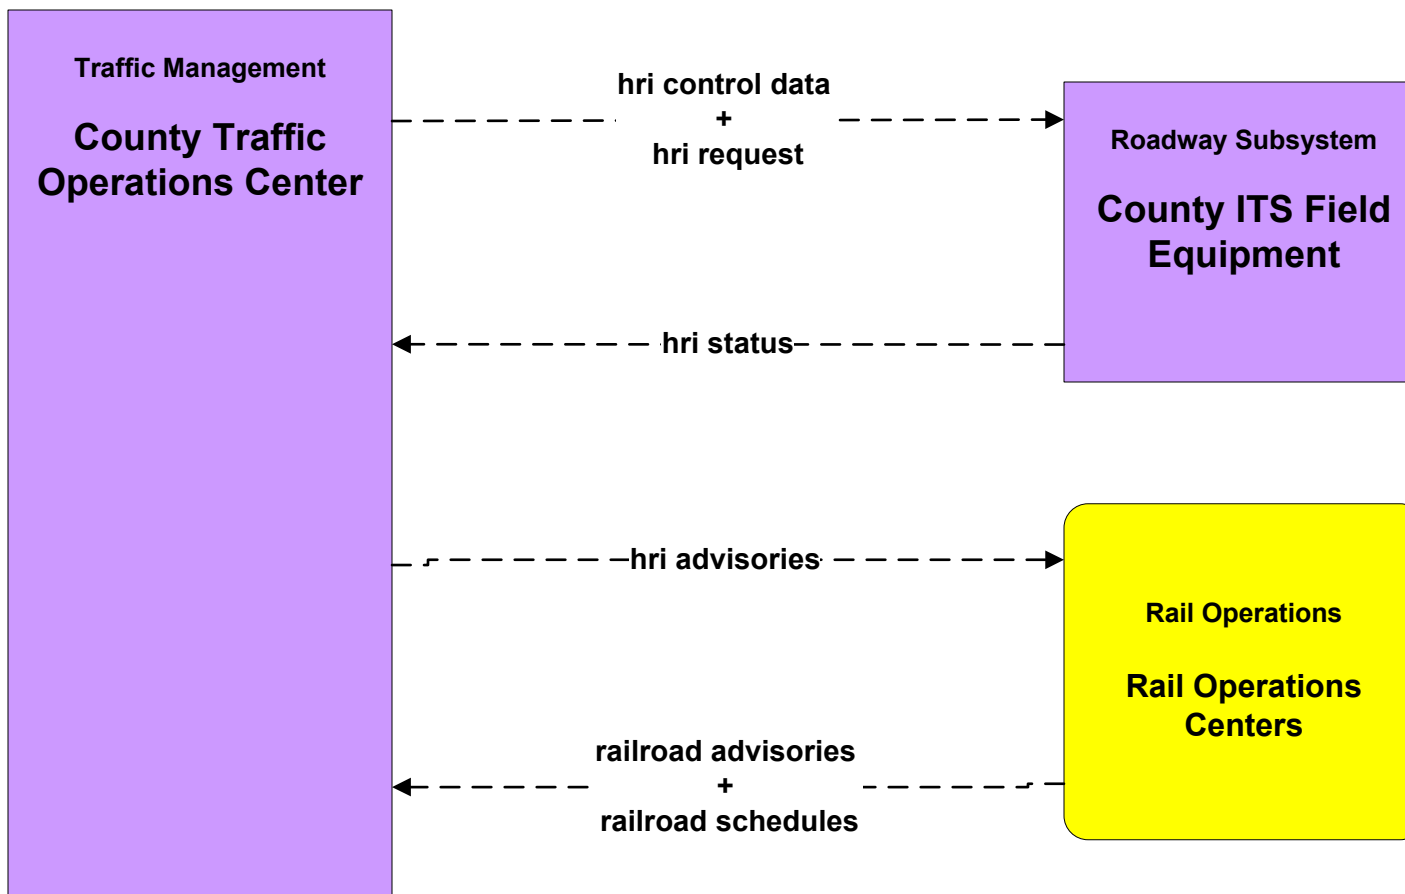 Traffic Management
County Traffic
Operations Center
hri control data
+
hri request
Roadway Subsystem
County ITS Field
Equipment
hri status
hri advisories
Rail Operations
Rail Operations
Centers
railroad advisories
+
railroad schedules